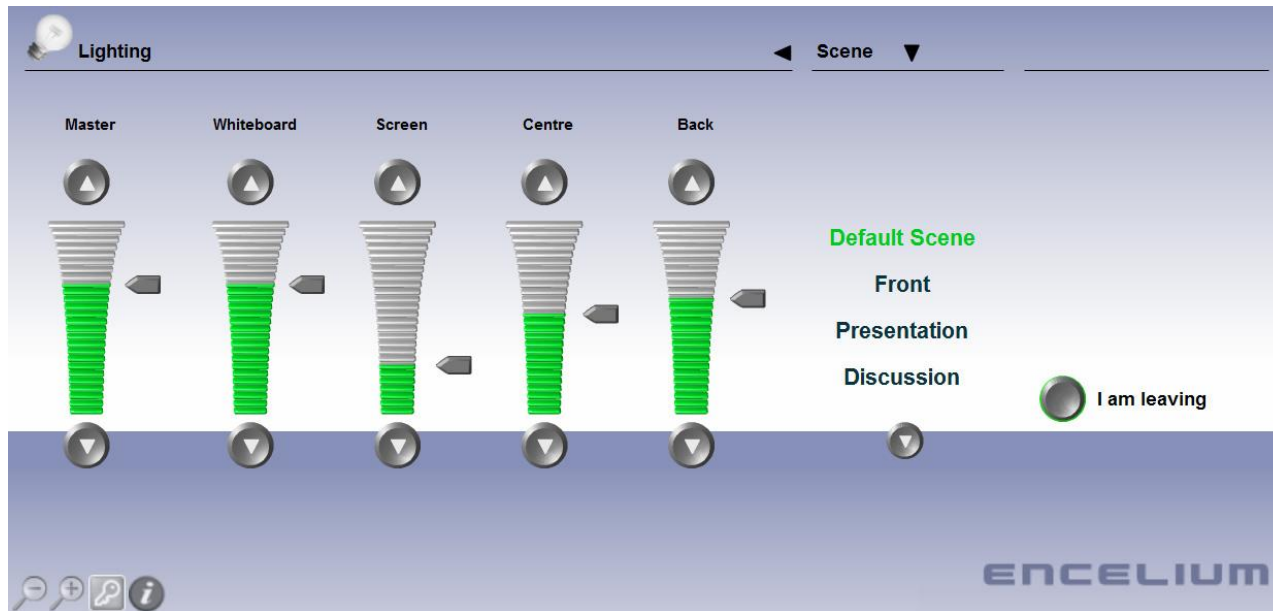 Lighting
Scene
Master Whiteboard Screen Centre Back
Default Scene
Front
Presentation
Discussion
I am leaving
i
ENCELIUM